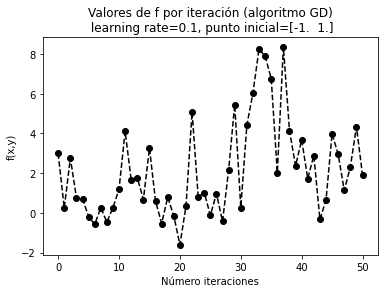 Valores de f por iteración (algoritmo GD)
learning rate=0.1, punto inicial=[-1. 1.]
8
6
4
2
0
−2
f(x,y)
0 10 20 30 40 50
Número iteraciones